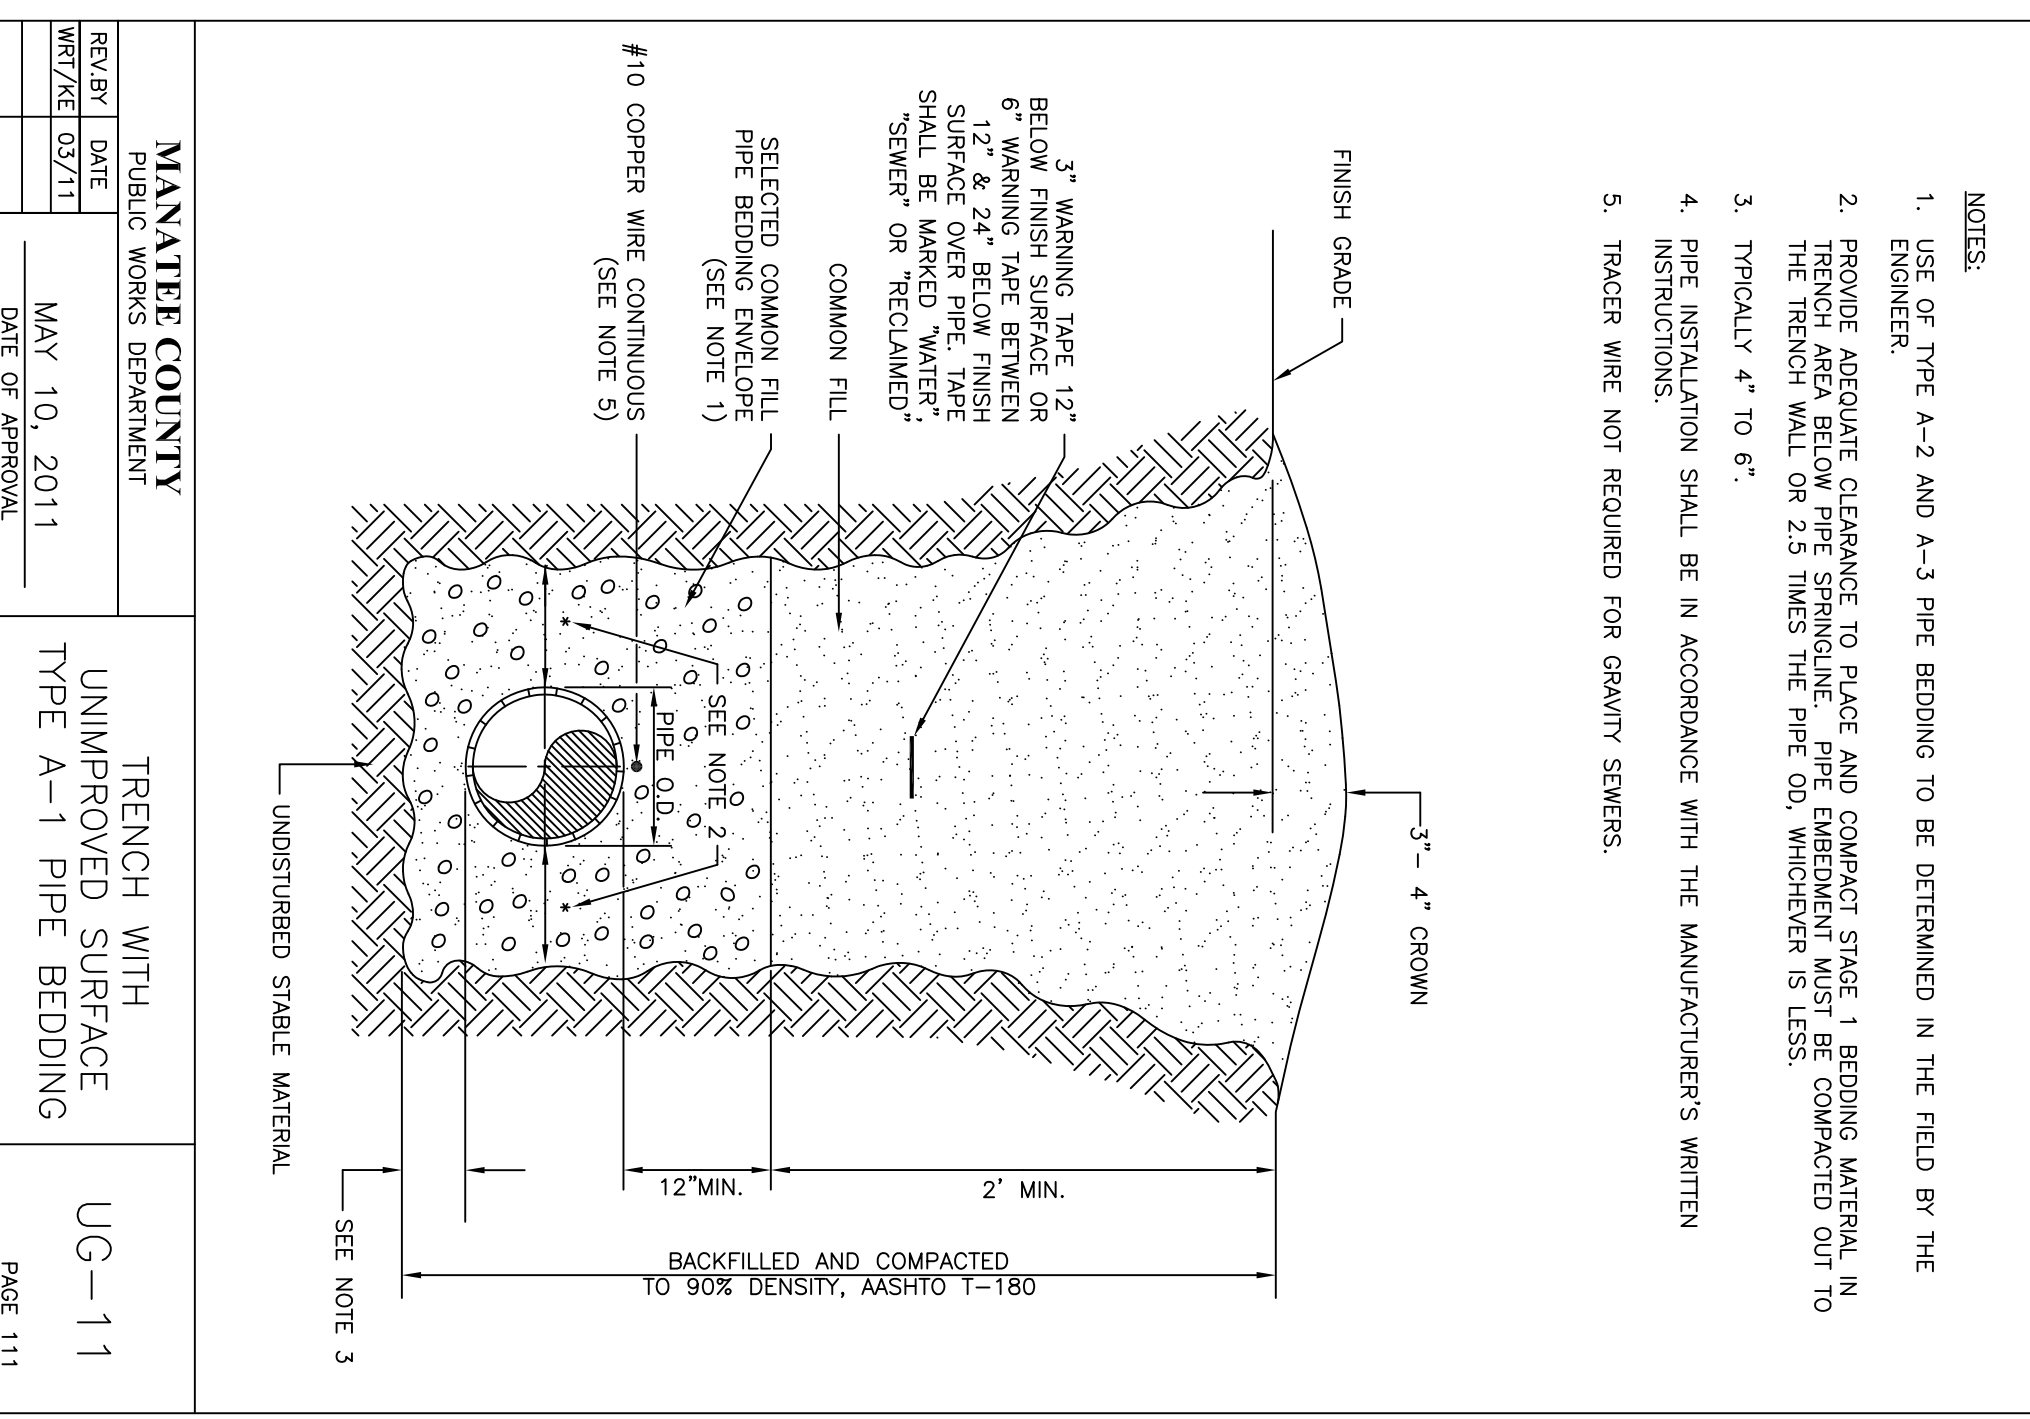 NOTES:
1. USE OF TYPE A-2 AND A-3 PIPE BEDDING TO BE DETERMINED IN THE FIELD BY THE
ENGINEER.
2. PROVIDE ADEQUATE CLEARANCE TO PLACE AND COMPACT STAGE 1 BEDDING MATERIAL IN
TRENCH AREA BELOW PIPE SPRINGLINE. PIPE EMBEDMENT MUST BE COMPACTED OUT TO
THE TRENCH WALL OR 2.5 TIMES THE PIPE OD, WHICHEVER IS LESS.
3. TYPICALLY 4" TO 6".
4. PIPE INSTALLATION SHALL BE IN ACCORDANCE WITH THE MANUFACTURER'S WRITTEN
INSTRUCTIONS.
5. TRACER WIRE NOT REQUIRED FOR GRAVITY SEWERS.
3"- 4" CROWN
FINISH GRADE
3" WARNING TAPE 12"
BELOW FINISH SURFACE OR
6" WARNING TAPE BETWEEN
12" & 24" BELOW FINISH
SURFACE OVER PIPE. TAPE
SHALL BE MARKED "WATER",
"SEWER" OR "RECLAIMED"
COMMON FILL
SELECTED COMMON FILL
PIPE BEDDING ENVELOPE
(SEE NOTE 1)
#10 COPPER WIRE CONTINUOUS
(SEE NOTE 5)
SEE NOTE 2
PIPE O.D.
*
*
2' MIN.
12"MIN.
BACKFILLED AND COMPACTED
TO 90% DENSITY, AASHTO T-180
SEE NOTE 3
UNDISTURBED STABLE MATERIAL
MANATEE COUNTY
PUBLIC WORKS DEPARTMENT
REV.BY DATE
WRT/KE 03/11
MAY 10, 2011
DATE OF APPROVAL
TRENCH WITH
UNIMPROVED SURFACE
TYPE A-1 PIPE BEDDING
UG-11
PAGE 111